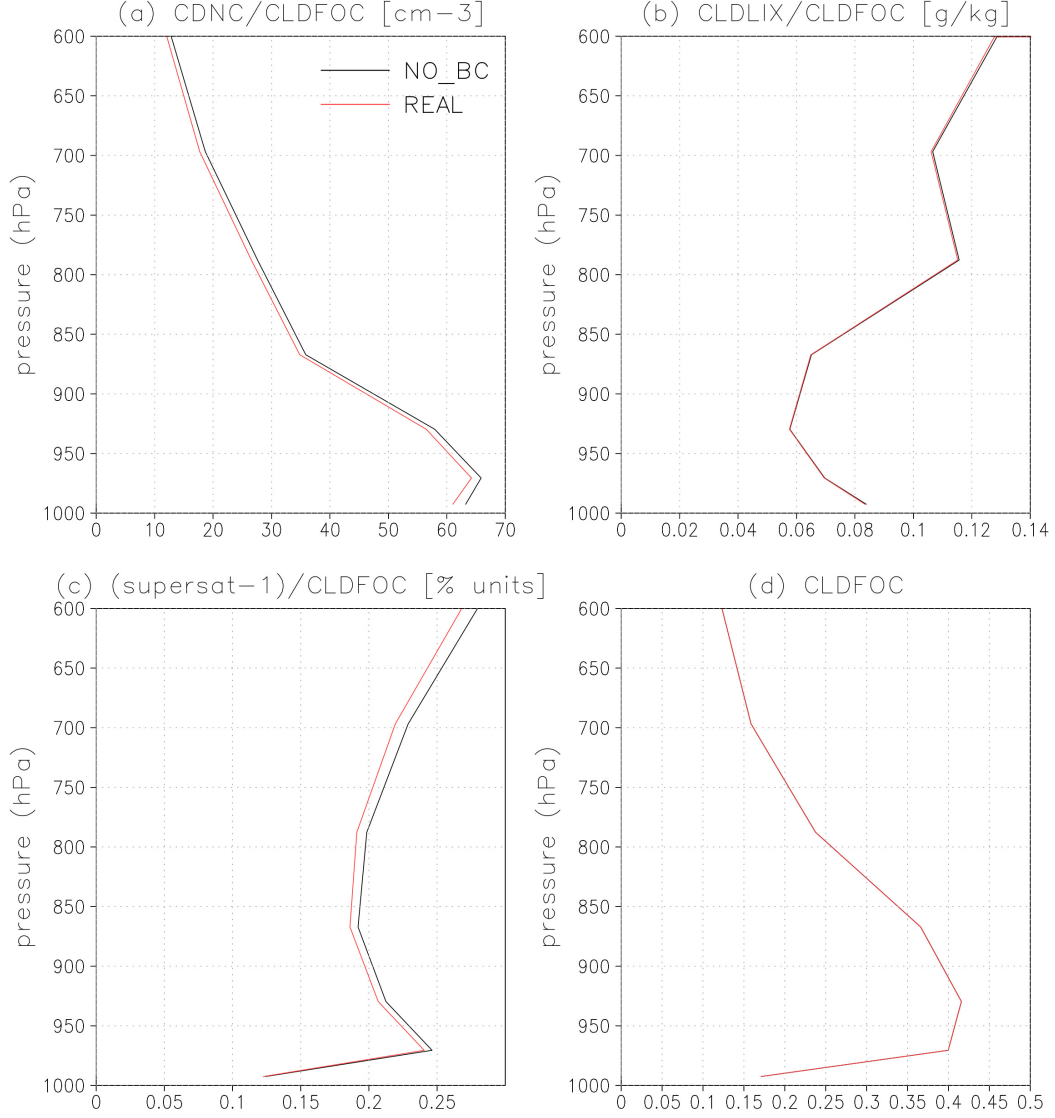 (a) CDNC/CLDFOC [cm-3]
600
650
700
750
800
850
900
950
1000
pressure (hPa)
NO_BC
REAL
0 10 20 30 40 50 60 70
(b) CLDLIX/CLDFOC [g/kg]
600
650
700
750
800
850
900
950
1000
pressure (hPa)
0 0.02 0.04 0.06 0.08 0.1 0.12 0.14
(c) (supersat-1)/CLDFOC [% units]
600
650
700
750
800
850
900
950
1000
pressure (hPa)
0 0.05 0.1 0.15 0.2 0.25
(d) CLDFOC
600
650
700
750
800
850
900
950
1000
pressure (hPa)
0 0.05 0.1 0.15 0.2 0.25 0.3 0.35 0.4 0.45 0.5